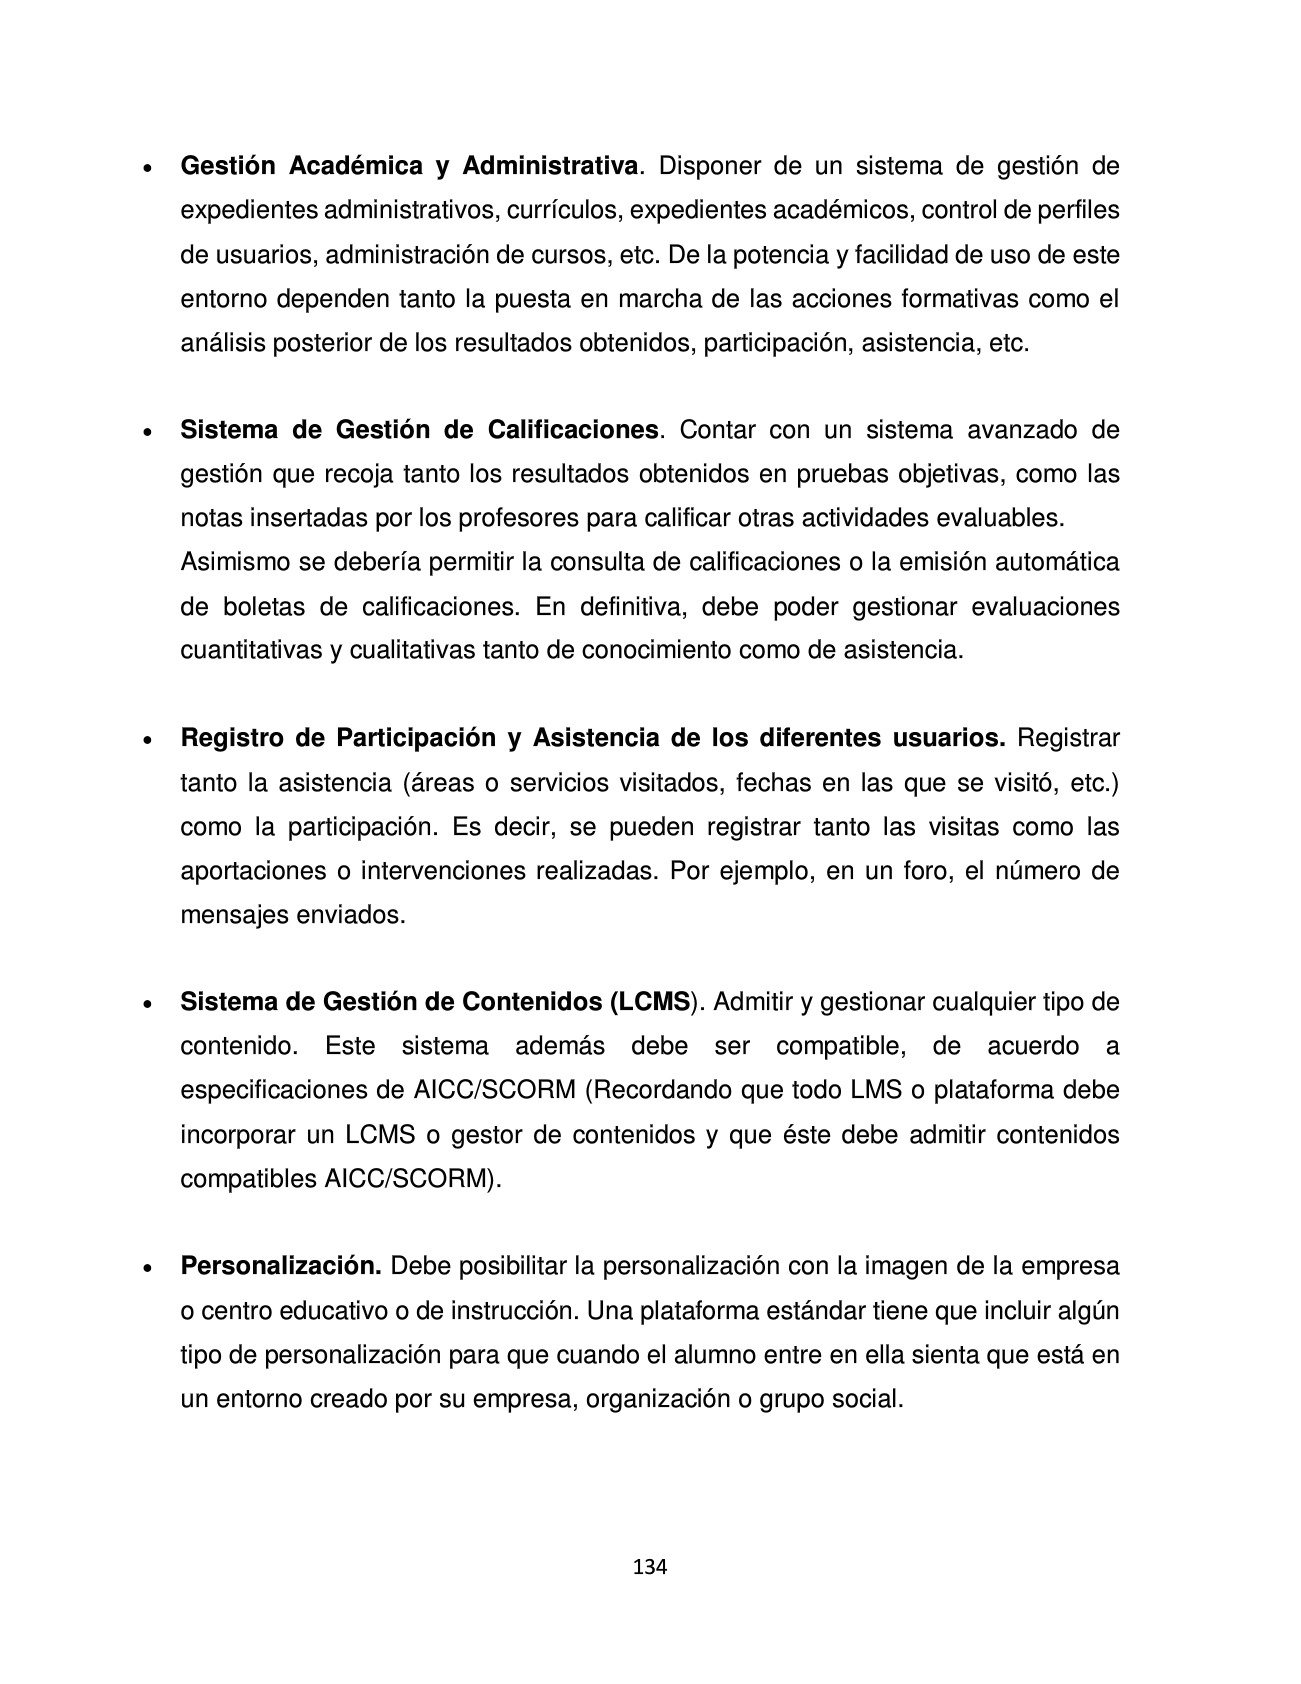 • Gestión Académica y Administrativa. Disponer de un sistema de gestión de
expedientes administrativos, currículos, expedientes académicos, control de perfiles
de usuarios, administración de cursos, etc. De la potencia y facilidad de uso de este
entorno dependen tanto la puesta en marcha de las acciones formativas como el
análisis posterior de los resultados obtenidos, participación, asistencia, etc.
• Sistema de Gestión de Calificaciones. Contar con un sistema avanzado de
gestión que recoja tanto los resultados obtenidos en pruebas objetivas, como las
notas insertadas por los profesores para calificar otras actividades evaluables.
Asimismo se debería permitir la consulta de calificaciones o la emisión automática
de boletas de calificaciones. En definitiva, debe poder gestionar evaluaciones
cuantitativas y cualitativas tanto de conocimiento como de asistencia.
• Registro de Participación y Asistencia de los diferentes usuarios. Registrar
tanto la asistencia (áreas o servicios visitados, fechas en las que se visitó, etc.)
como la participación. Es decir, se pueden registrar tanto las visitas como las
aportaciones o intervenciones realizadas. Por ejemplo, en un foro, el número de
mensajes enviados.
• Sistema de Gestión de Contenidos (LCMS). Admitir y gestionar cualquier tipo de
contenido. Este sistema además debe ser compatible, de acuerdo a
especificaciones de AICC/SCORM (Recordando que todo LMS o plataforma debe
incorporar un LCMS o gestor de contenidos y que éste debe admitir contenidos
compatibles AICC/SCORM).
• Personalización. Debe posibilitar la personalización con la imagen de la empresa
o centro educativo o de instrucción. Una plataforma estándar tiene que incluir algún
tipo de personalización para que cuando el alumno entre en ella sienta que está en
un entorno creado por su empresa, organización o grupo social.
134